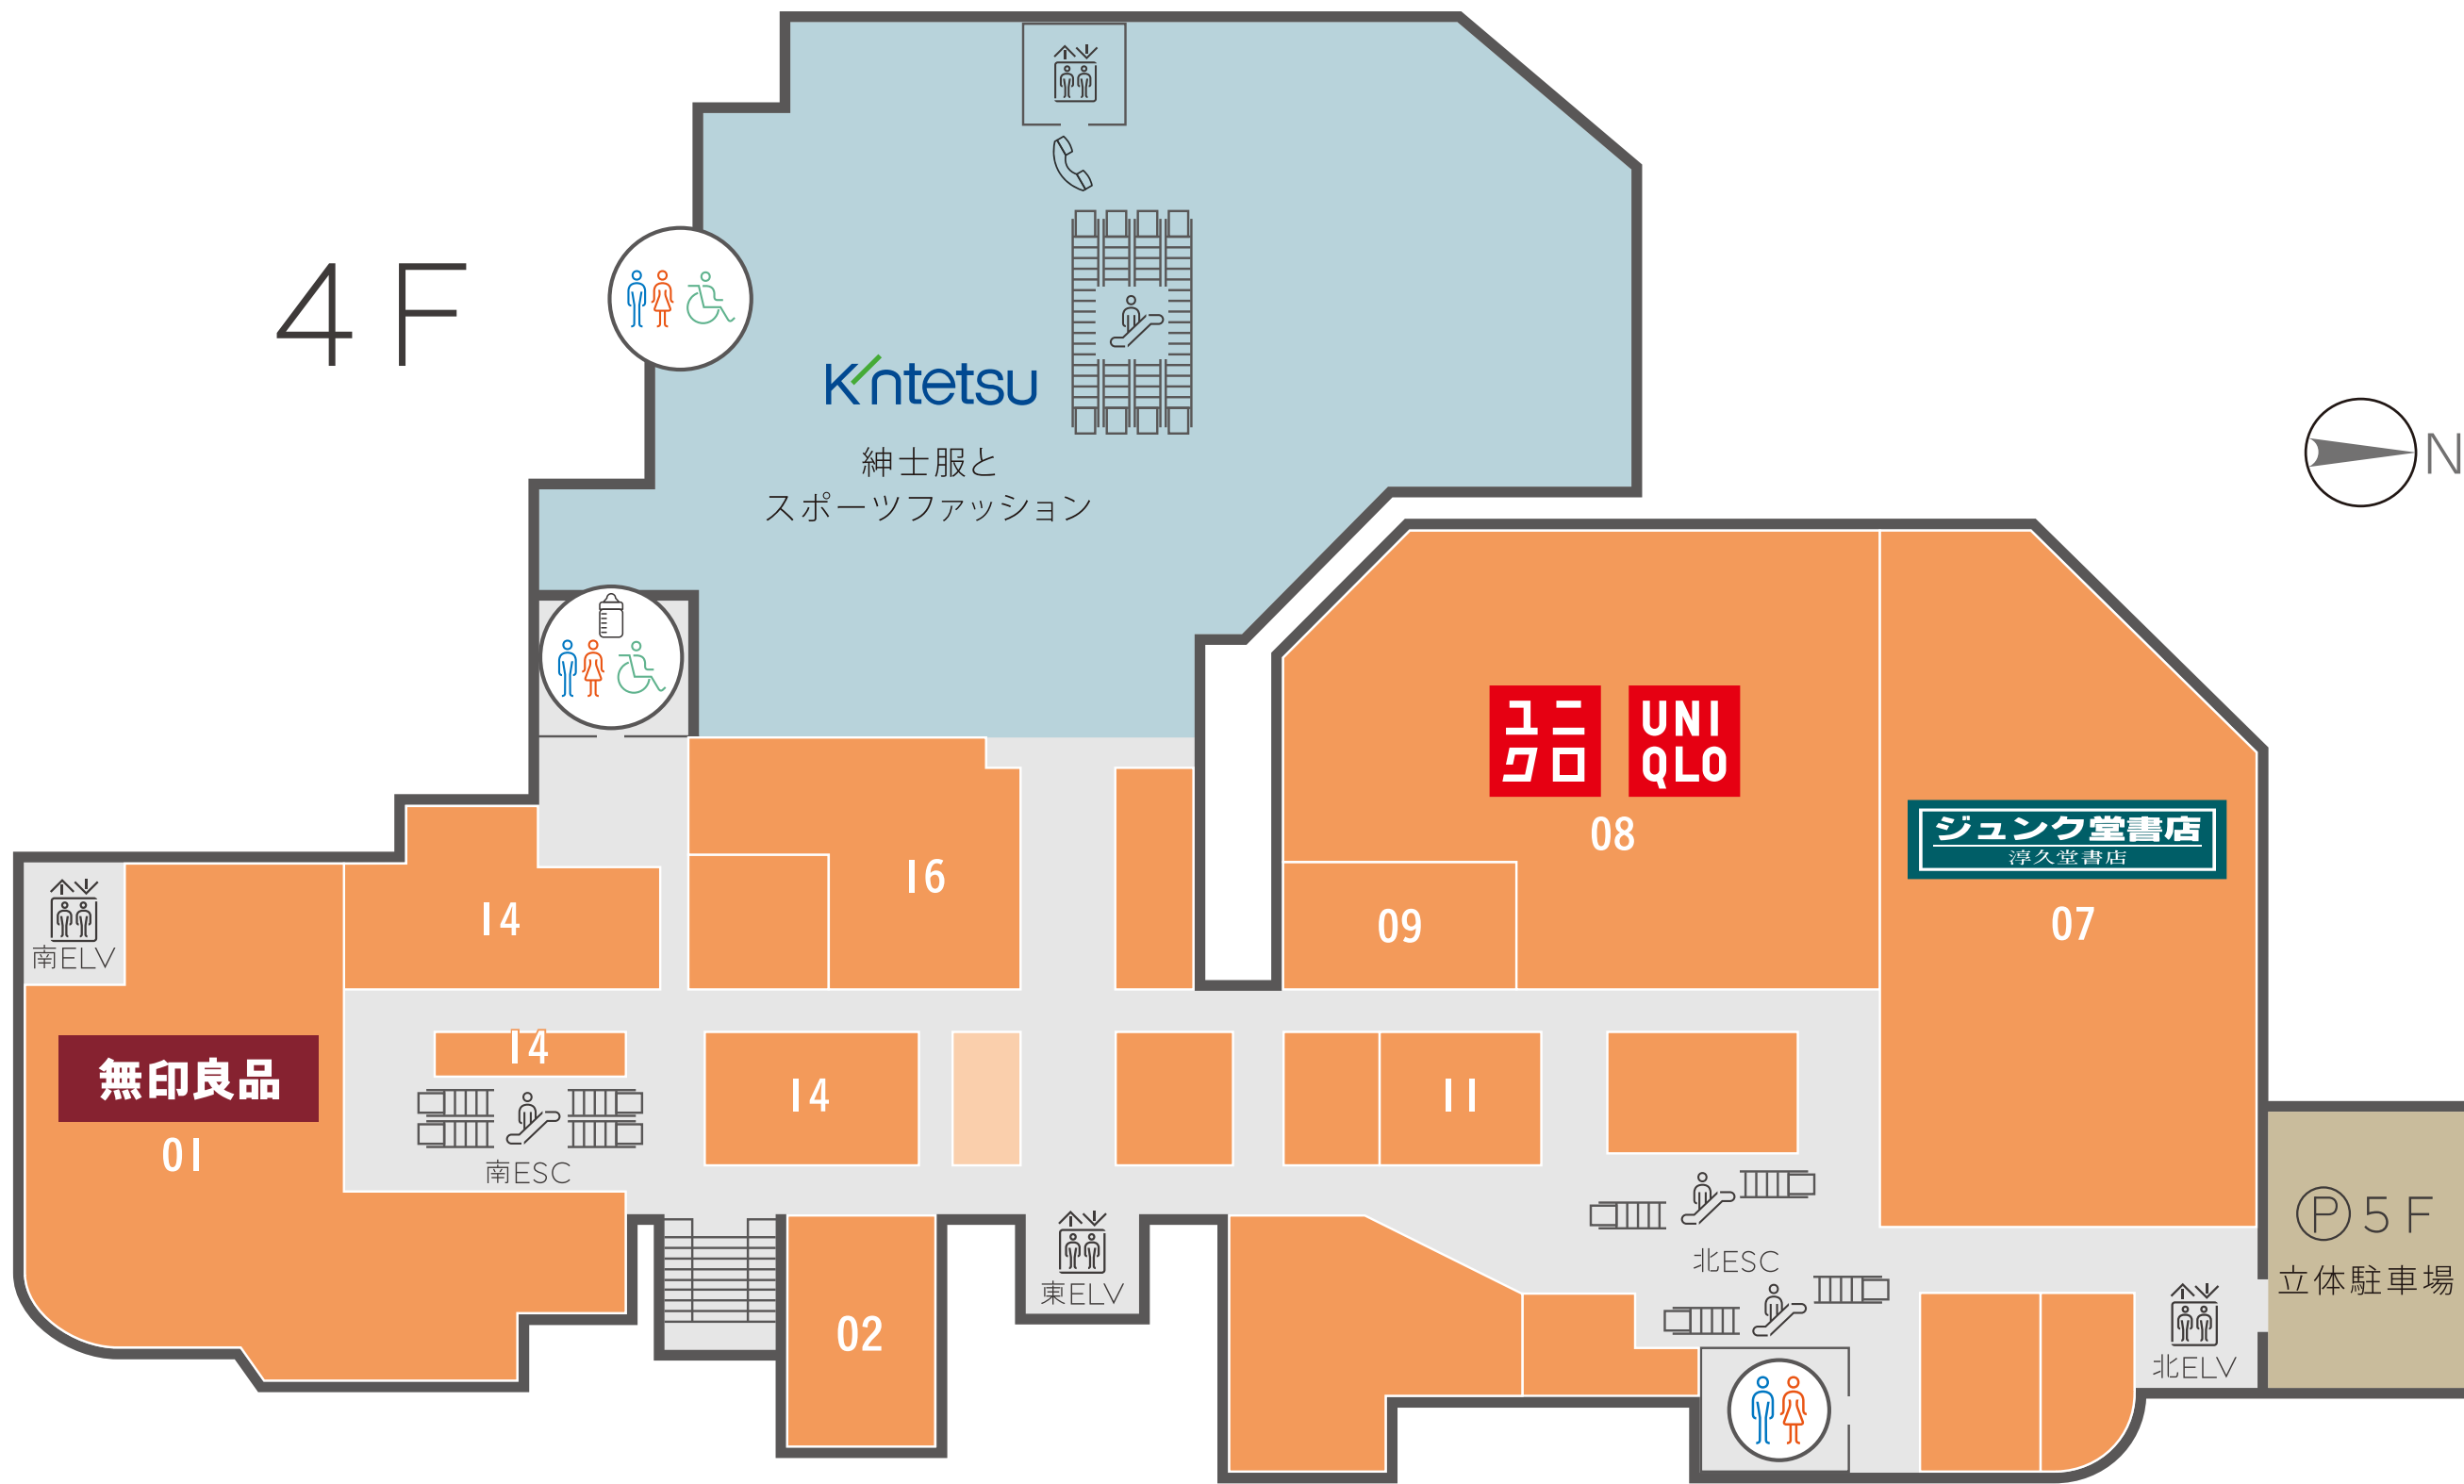 4F
Kintetsu
紳士服と
スポーツファッション
N
ユニ
クロ
UNI
QLO
08
ジュンク堂書店
淳久堂書店
07
16
14
09
南ELV
無印良品
01
14
14
11
南ESC
02
東ELV
北ESC
北ELV
P5F
立体駐車場